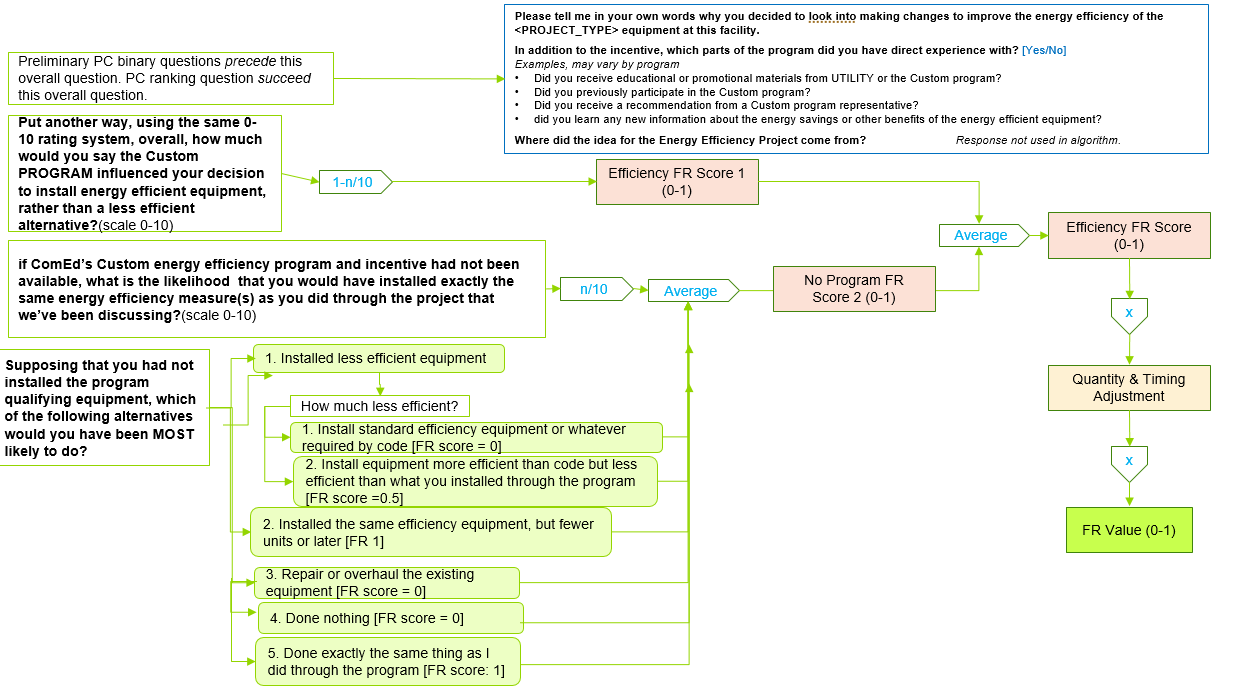 Please tell me in your own words why you decided to look into making changes to improve the energy efficiency of the
<PROJECT_TYPE> equipment at this facility.
In addition to the incentive, which parts of the program did you have direct experience with? [Yes/No]
Examples, may vary by program
• Did you receive educational or promotional materials from UTILITY or the Custom program?
• Did you previously participate in the Custom program?
• Did you receive a recommendation from a Custom program representative?
• did you learn any new information about the energy savings or other benefits of the energy efficient equipment?
Where did the idea for the Energy Efficiency Project come from? Response not used in algorithm.
Preliminary PC binary questions precede this
overall question. PC ranking question succeed
this overall question.
Put another way, using the same 0-
10 rating system, overall, how much
would you say the Custom
PROGRAM influenced your decision
to install energy efficient equipment,
rather than a less efficient
alternative?(scale 0-10)
1-n/10
Efficiency FR Score 1
(0-1)
Average
Efficiency FR Score
(0-1)
if ComEd's Custom energy efficiency program and incentive had not been
available, what is the likelihood that you would have installed exactly the
same energy efficiency measure(s) as you did through the project that
we've been discussing?(scale 0-10)
n/10
Average
No Program FR
Score 2 (0-1)
x
Quantity & Timing
Adjustment
x
FR Value (0-1)
Supposing that you had not
installed the program
qualifying equipment, which
of the following alternatives
would you have been MOST
likely to do?
1. Installed less efficient equipment
How much less efficient?
1. Install standard efficiency equipment or whatever
required by code [FR score = 0]
2. Install equipment more efficient than code but less
efficient than what you installed through the program
[FR score =0.5]
2. Installed the same efficiency equipment, but fewer
units or later [FR 1]
3. Repair or overhaul the existing
equipment [FR score = 0]
4. Done nothing [FR score = 0]
5. Done exactly the same thing as I
did through the program [FR score: 1]